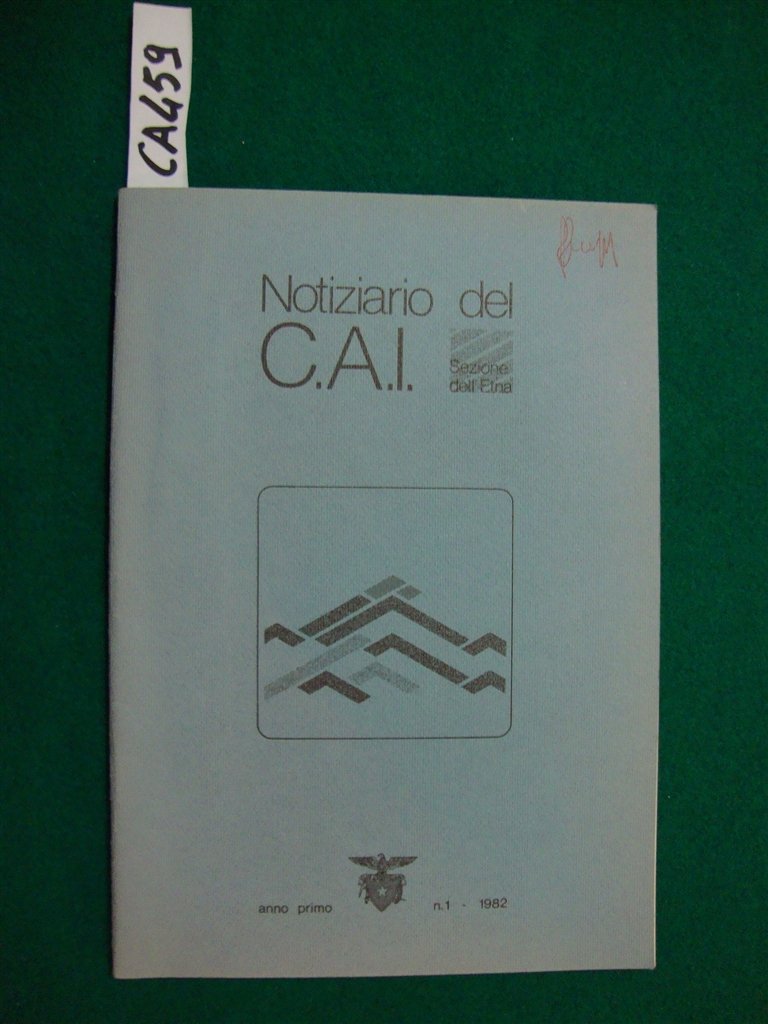 CA459
Notiziario del
C.A.I.
Sezione
dell'Etna
anno primo
n.1 - 1982